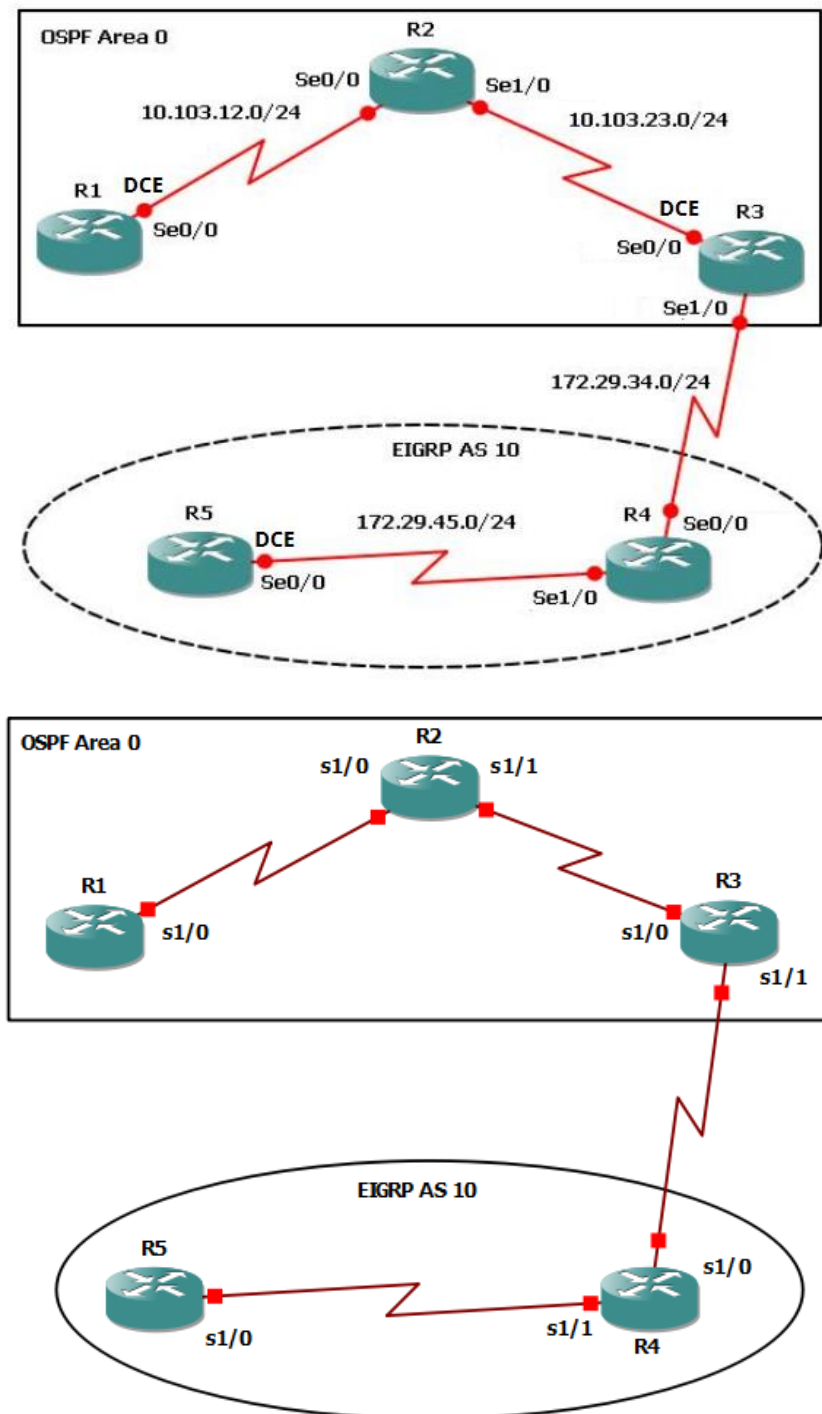 OSPF Area 0
R2
Se0/0
Se1/0
10.103.12.0/24
10.103.23.0/24
DCE
R1
Se0/0
DCE
R3
Se0/0
Se1/0
172.29.34.0/24
EIGRP AS 10
R5
172.29.45.0/24
R4
DCE
Se0/0
Se0/0
Se1/0
OSPF Area 0
R2
s1/0
s1/1
R1
s1/0
R3
s1/0
s1/1
EIGRP AS 10
R5
s1/0
s1/0
s1/1
R4